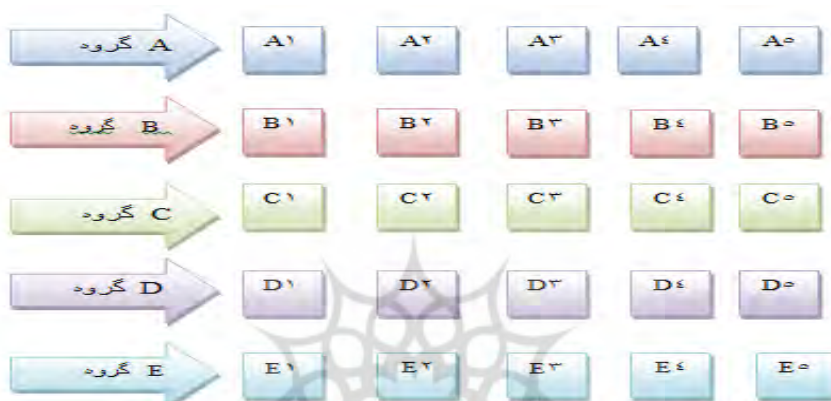 گروه A A۱ A۲ A۳ A٤ A٥
گروه B A B۱ B۲ B۳ B٤ B٥
گروه C C۱ C۲ C۳ C٤ C٥
گروه D D۱ D۲ D۳ D٤ D٥
گروه E E۱ E۲ E۳ E٤ E٥